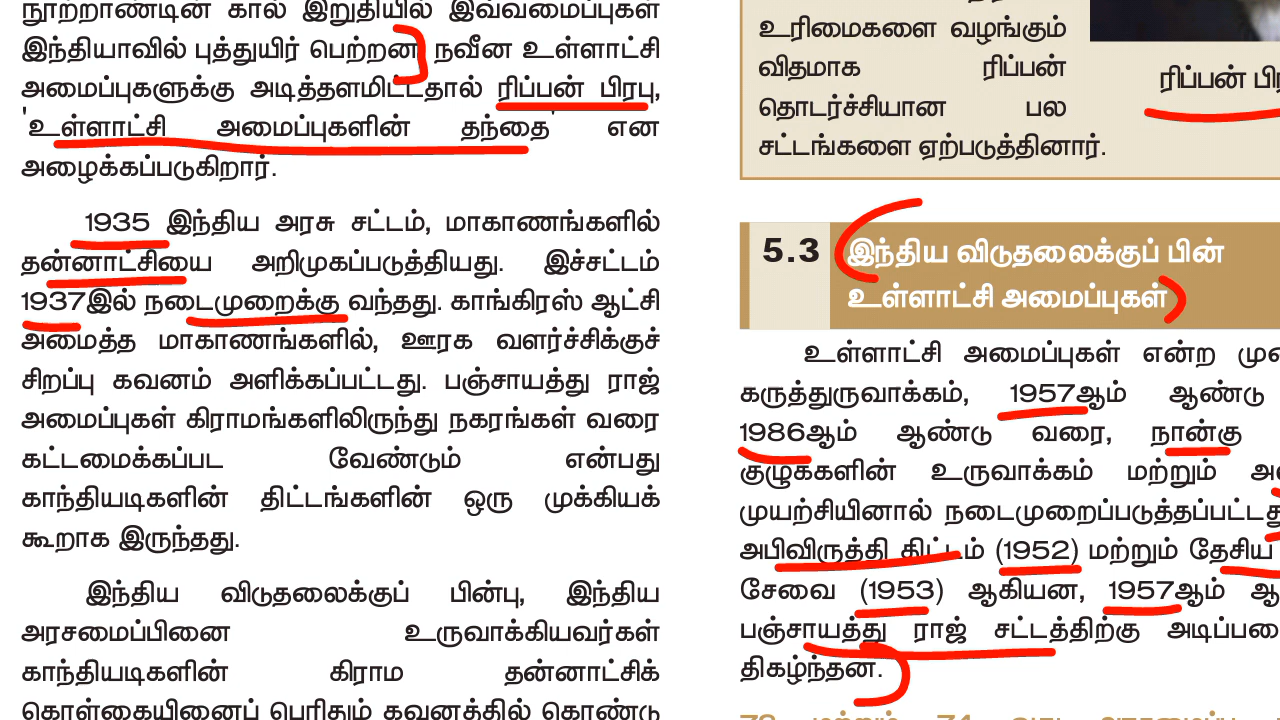 நூற்றாண்டின் கால் இறுதியில் இவ்வமைப்புகள்
இந்தியாவில் புத்துயிர் பெற்றன. நவீன உள்ளாட்சி
அமைப்புகளுக்கு அடித்தளமிட்டதால் ரிப்பன் பிரபு,
'உள்ளாட்சி அமைப்புகளின் தந்தை' என
அழைக்கப்படுகிறார்.
1935 இந்திய அரசு சட்டம், மாகாணங்களில்
தன்னாட்சியை அறிமுகப்படுத்தியது. இச்சட்டம்
1937இல் நடைமுறைக்கு வந்தது. காங்கிரஸ் ஆட்சி
அமைத்த மாகாணங்களில், ஊரக வளர்ச்சிக்குச்
சிறப்பு கவனம் அளிக்கப்பட்டது. பஞ்சாயத்து ராஜ்
அமைப்புகள் கிராமங்களிலிருந்து நகரங்கள் வரை
கட்டமைக்கப்பட வேண்டும் என்பது
காந்தியடிகளின் திட்டங்களின் ஒரு முக்கியக்
கூறாக இருந்தது.
இந்திய விடுதலைக்குப் பின்பு, இந்திய
அரசமைப்பினை உருவாக்கியவர்கள்
காந்தியடிகளின் கிராம தன்னாட்சிக்
கொள்கையினைப் பெரிதும் கவனத்தில் கொண்டு
உரிமைகளை வழங்கும்
விதமாக ரிப்பன்
தொடர்ச்சியான பல
சட்டங்களை ஏற்படுத்தினார்.
ரிப்பன்
5.3 இந்திய விடுதலைக்குப் பின்
உள்ளாட்சி அமைப்புகள்
உள்ளாட்சி அமைப்புகள் என்ற
கருத்துருவாக்கம், 1957ஆம் ஆண்டு
1986ஆம் ஆண்டு வரை, நான்கு
குழுக்களின் உருவாக்கம் மற்றும்
முயற்சியினால்
அபிவிருத்தி திட்டம் (1952) மற்றும் தேசிய
சேவை (1953) ஆகியன, 1957ஆம்
பஞ்சாயத்து ராஜ் சட்டத்திற்கு
திகழ்ந்தன.